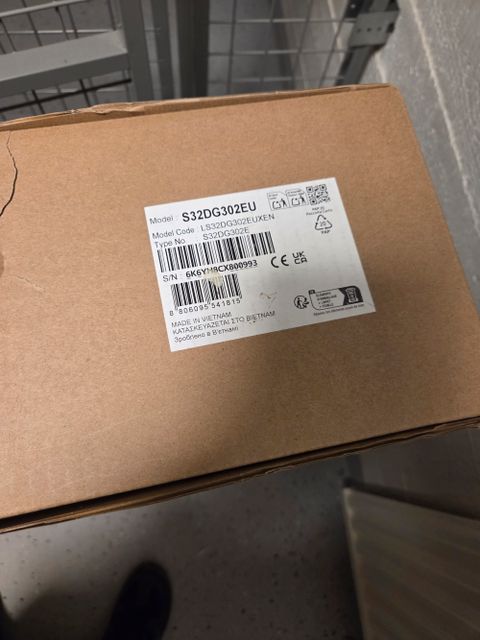 Model : S32DG302EU
Model Code : LS32DG302EUXEN
Type No : S32DG302E
S/N : 6K6YH8CX800993
CE UK CA
8 806095 541815
MADE IN VIETNAM
ΚΑΤΑΣΚΕΥΑΖΕΤΑΙ ΣΤΟ ΒΙΕΤΝΑΜ
Зроблено в В'єтнамі
20
PAP